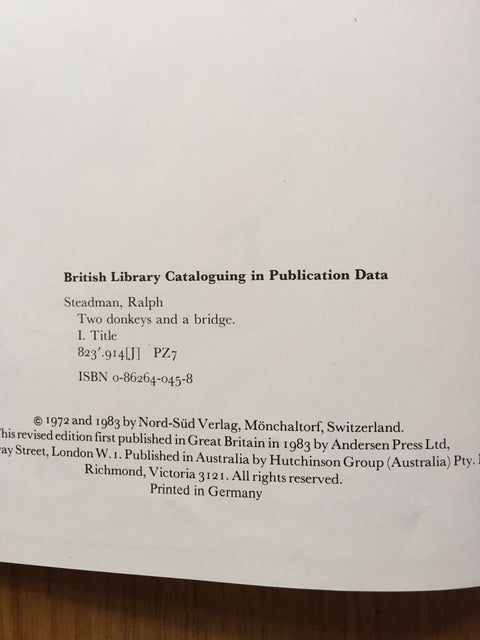 British Library Cataloguing in Publication Data
Steadman, Ralph
Two donkeys and a bridge.
I. Title
823'.914[J] PZ7
ISBN 0-86264-045-8
© 1972 and 1983 by Nord-Süd Verlag, Mönchaltorf, Switzerland.
This revised edition first published in Great Britain in 1983 by Andersen Press Ltd,
Street, London W.1. Published in Australia by Hutchinson Group (Australia) Pty.
Richmond, Victoria 3121. All rights reserved.
Printed in Germany